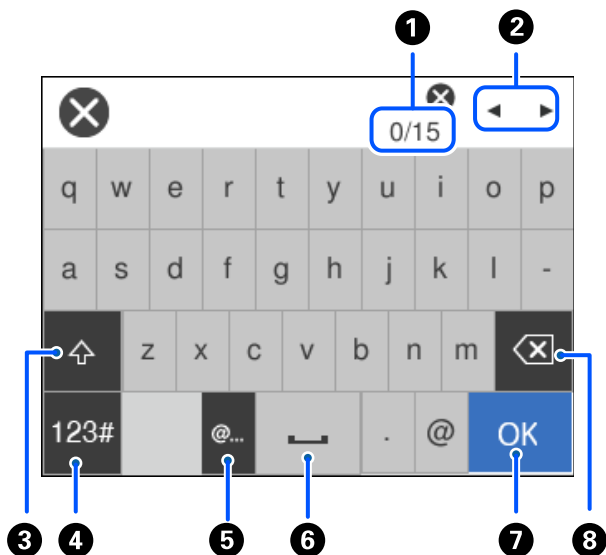 1 2
0/15
q w e r t y u i o p
a s d f g h j k l -
z x c v b n m
123# @... . @ OK
3 4 5 6 7 8